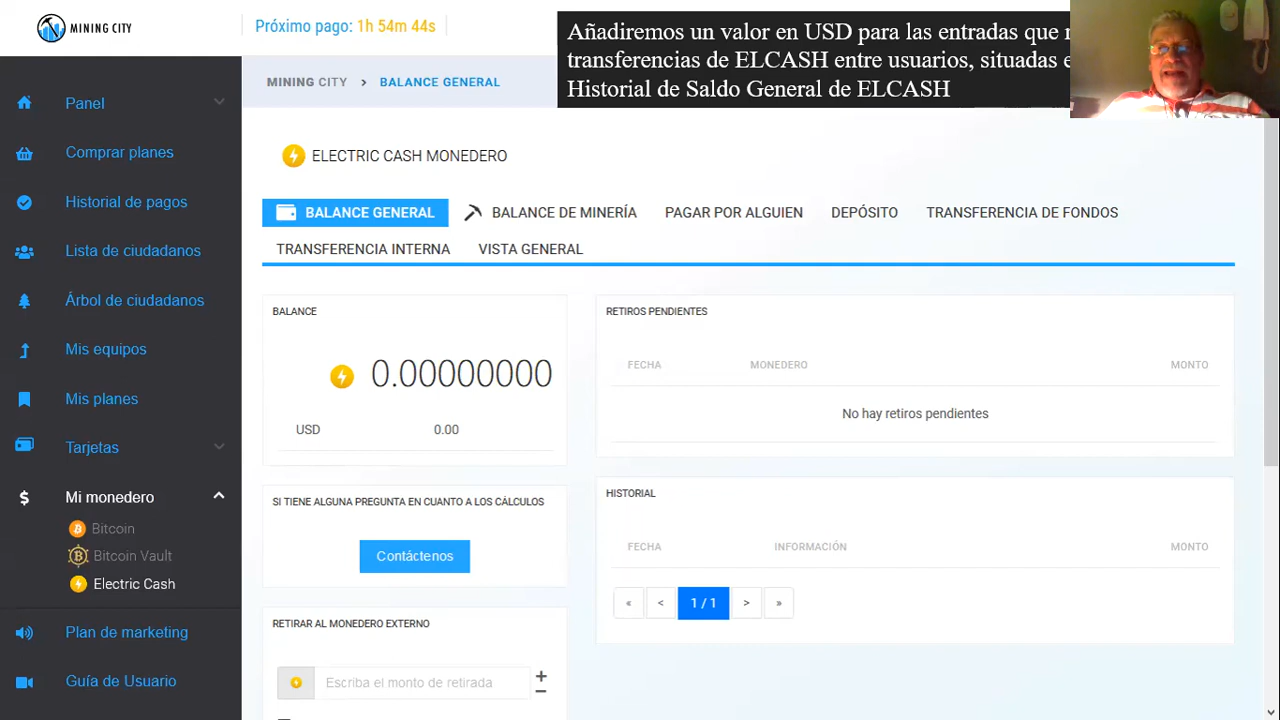 MINING CITY
Próximo pago: 1h 54m 44s
Añadiremos un valor en USD para las entradas que
transferencias de ELCASH entre usuarios, situadas
Historial de Saldo General de ELCASH
MINING CITY > BALANCE GENERAL
Panel
Comprar planes
Historial de pagos
Lista de ciudadanos
Árbol de ciudadanos
Mis equipos
Mis planes
Tarjetas
Mi monedero
Bitcoin
Bitcoin Vault
Electric Cash
Plan de marketing
Guía de Usuario
ELECTRIC CASH MONEDERO
BALANCE GENERAL BALANCE DE MINERÍA PAGAR POR ALGUIEN DEPÓSITO TRANSFERENCIA DE FONDOS
TRANSFERENCIA INTERNA VISTA GENERAL
BALANCE
0.00000000
USD 0.00
SI TIENE ALGUNA PREGUNTA EN CUANTO A LOS CÁLCULOS
Contáctenos
RETIRAR AL MONEDERO EXTERNO
Escriba el monto de retirada
RETIROS PENDIENTES
FECHA MONEDERO MONTO
No hay retiros pendientes
HISTORIAL
FECHA INFORMACIÓN MONTO
« < 1 / 1 > »